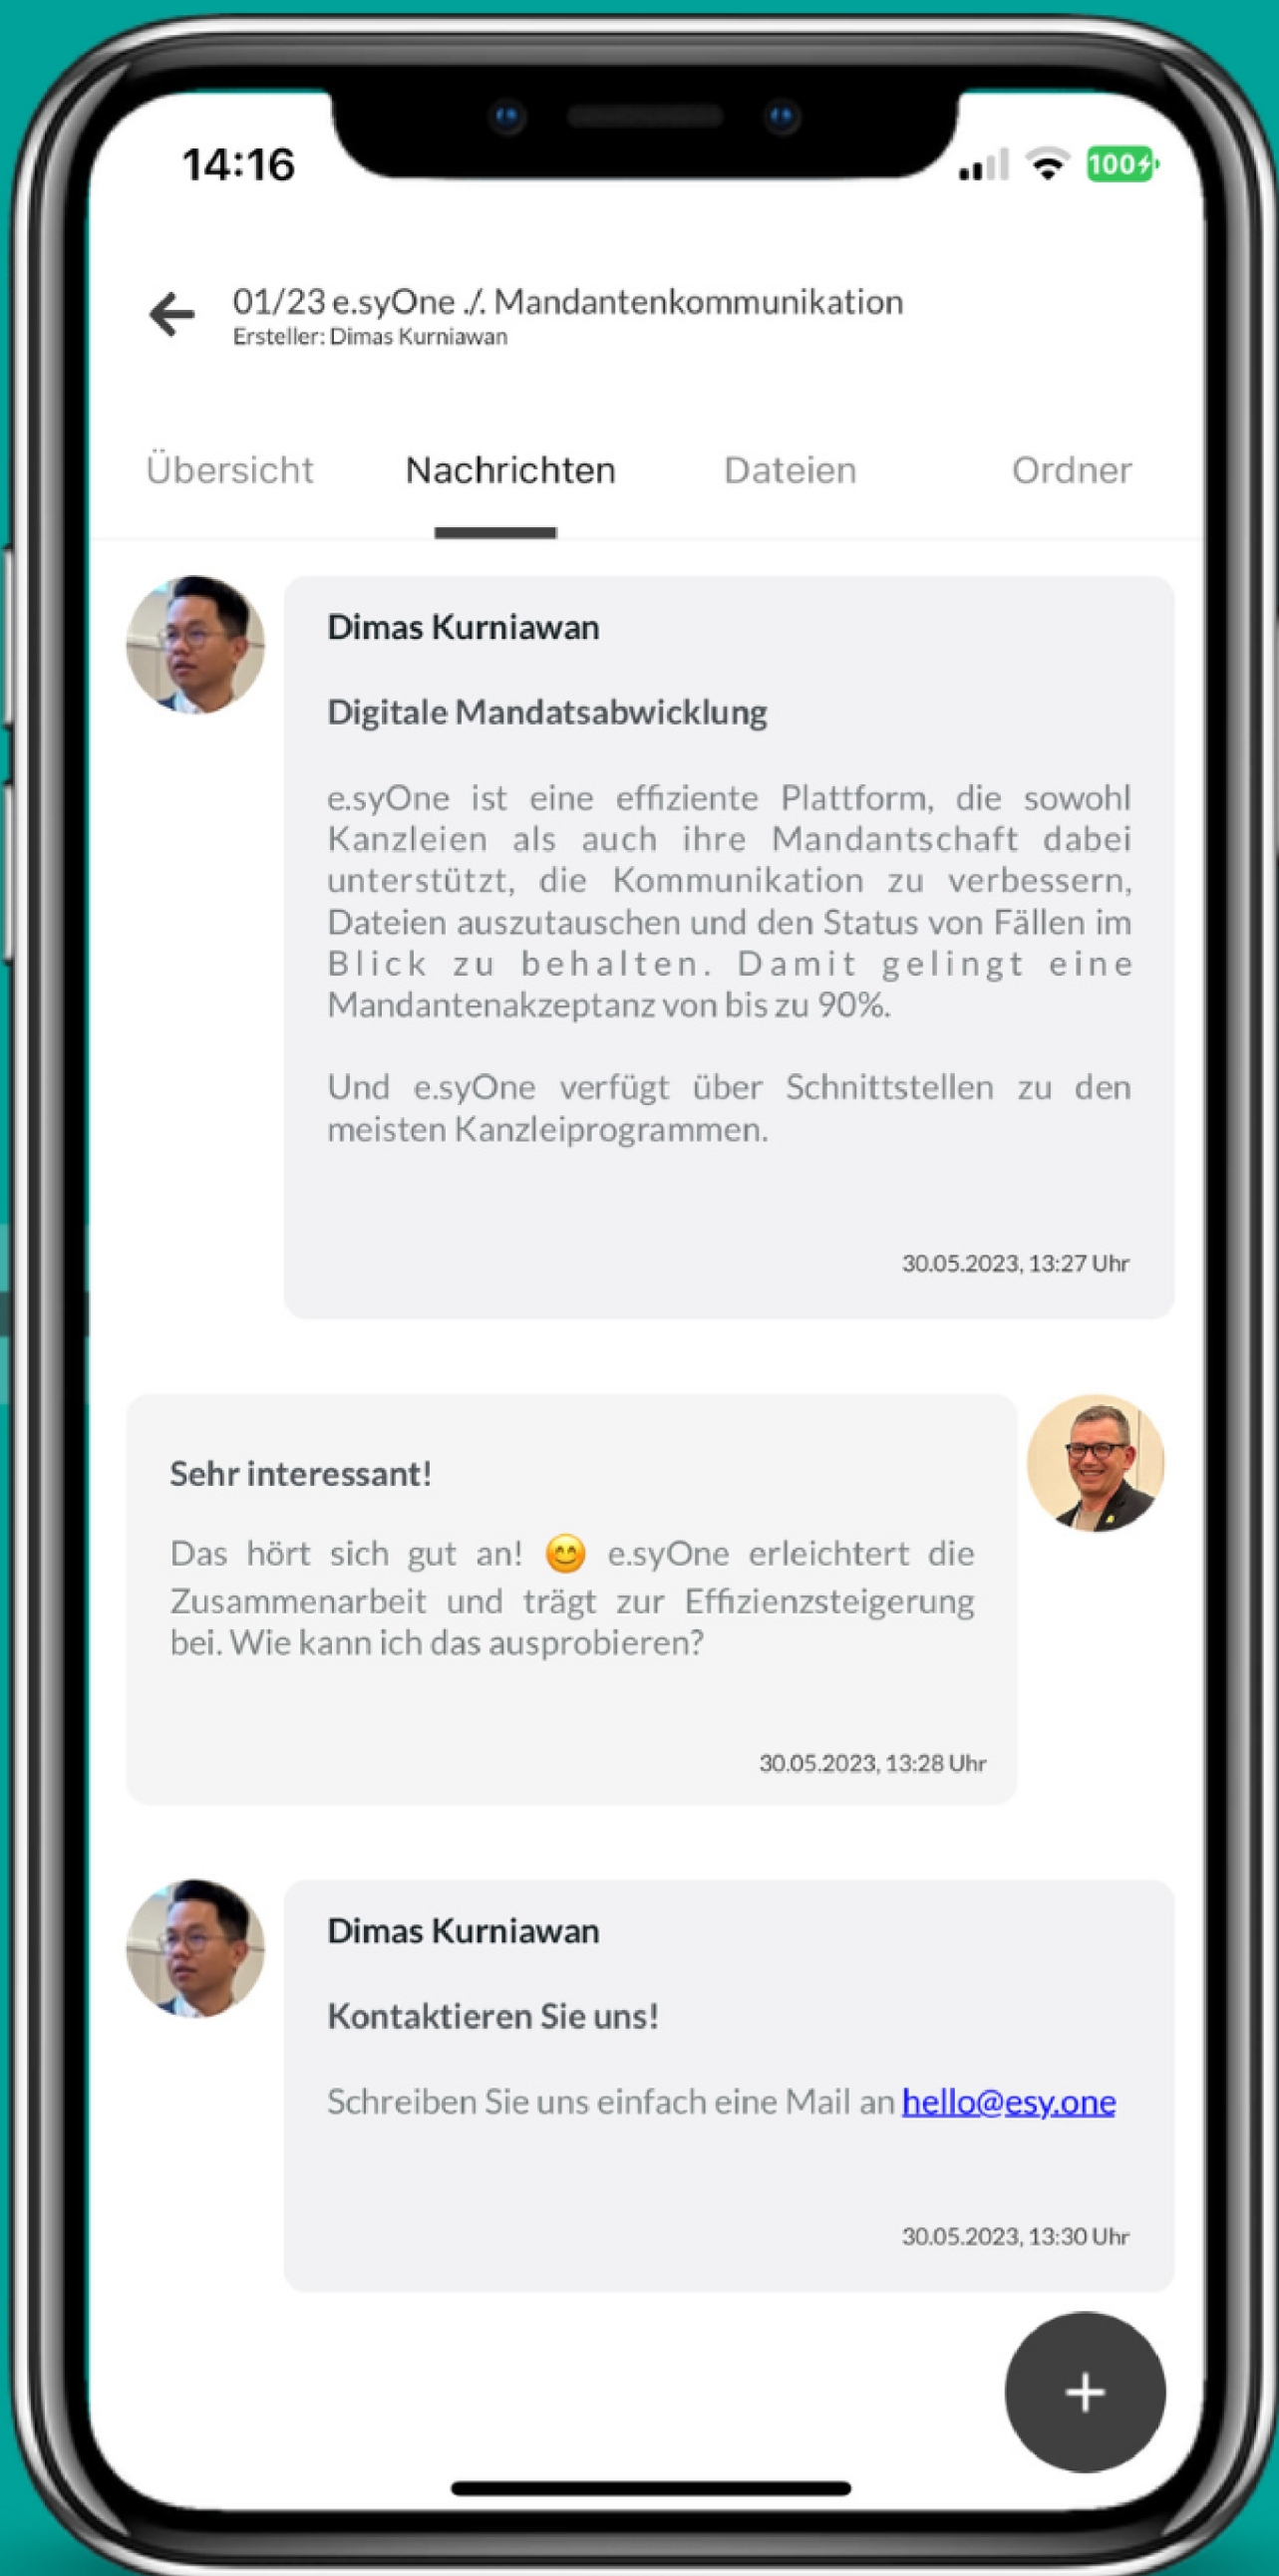 14:16
100
01/23 e.syOne ./. Mandantenkommunikation
Ersteller: Dimas Kurniawan
Übersicht Nachrichten Dateien Ordner
Dimas Kurniawan
Digitale Mandatsabwicklung
e.syOne ist eine effiziente Plattform, die sowohl
Kanzleien als auch ihre Mandantschaft dabei
unterstützt, die Kommunikation zu verbessern,
Dateien auszutauschen und den Status von Fällen im
Blick zu behalten. Damit gelingt eine
Mandantenakzeptanz von bis zu 90%.
Und e.syOne verfügt über Schnittstellen zu den
meisten Kanzleiprogrammen.
30.05.2023, 13:27 Uhr
Sehr interessant!
Das hört sich gut an! 😊 e.syOne erleichtert die
Zusammenarbeit und trägt zur Effizienzsteigerung
bei. Wie kann ich das ausprobieren?
30.05.2023, 13:28 Uhr
Dimas Kurniawan
Kontaktieren Sie uns!
Schreiben Sie uns einfach eine Mail an hello@esy.one
30.05.2023, 13:30 Uhr
+